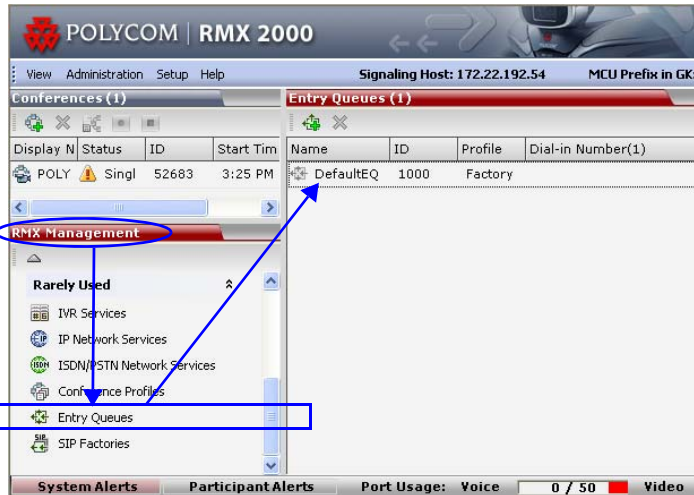 POLYCOM | RMX 2000
View Administration Setup Help Signaling Host: 172.22.192.54 MCU Prefix in GK:
Conferences (1)
Display N Status ID Start Tim
POLY Singl 52683 3:25 PM
RMX Management
Rarely Used
IVR Services
IP Network Services
ISDN/PSTN Network Services
Conference Profiles
Entry Queues
SIP Factories
Entry Queues (1)
Name ID Profile Dial-in Number(1)
DefaultEQ 1000 Factory
System Alerts Participant Alerts Port Usage: Voice 0 / 50 Video